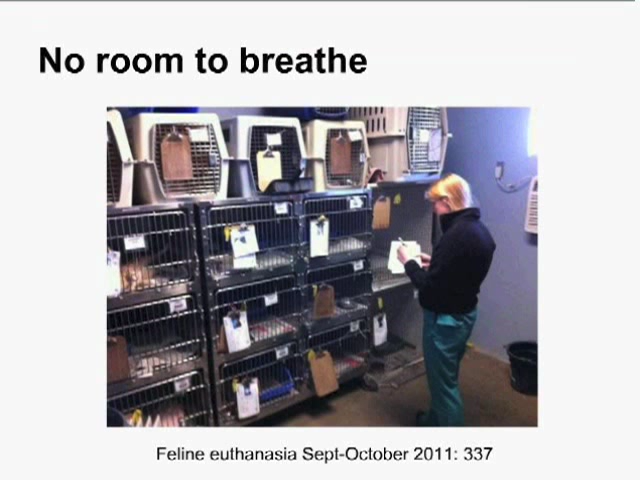 No room to breathe
Feline euthanasia Sept-October 2011: 337